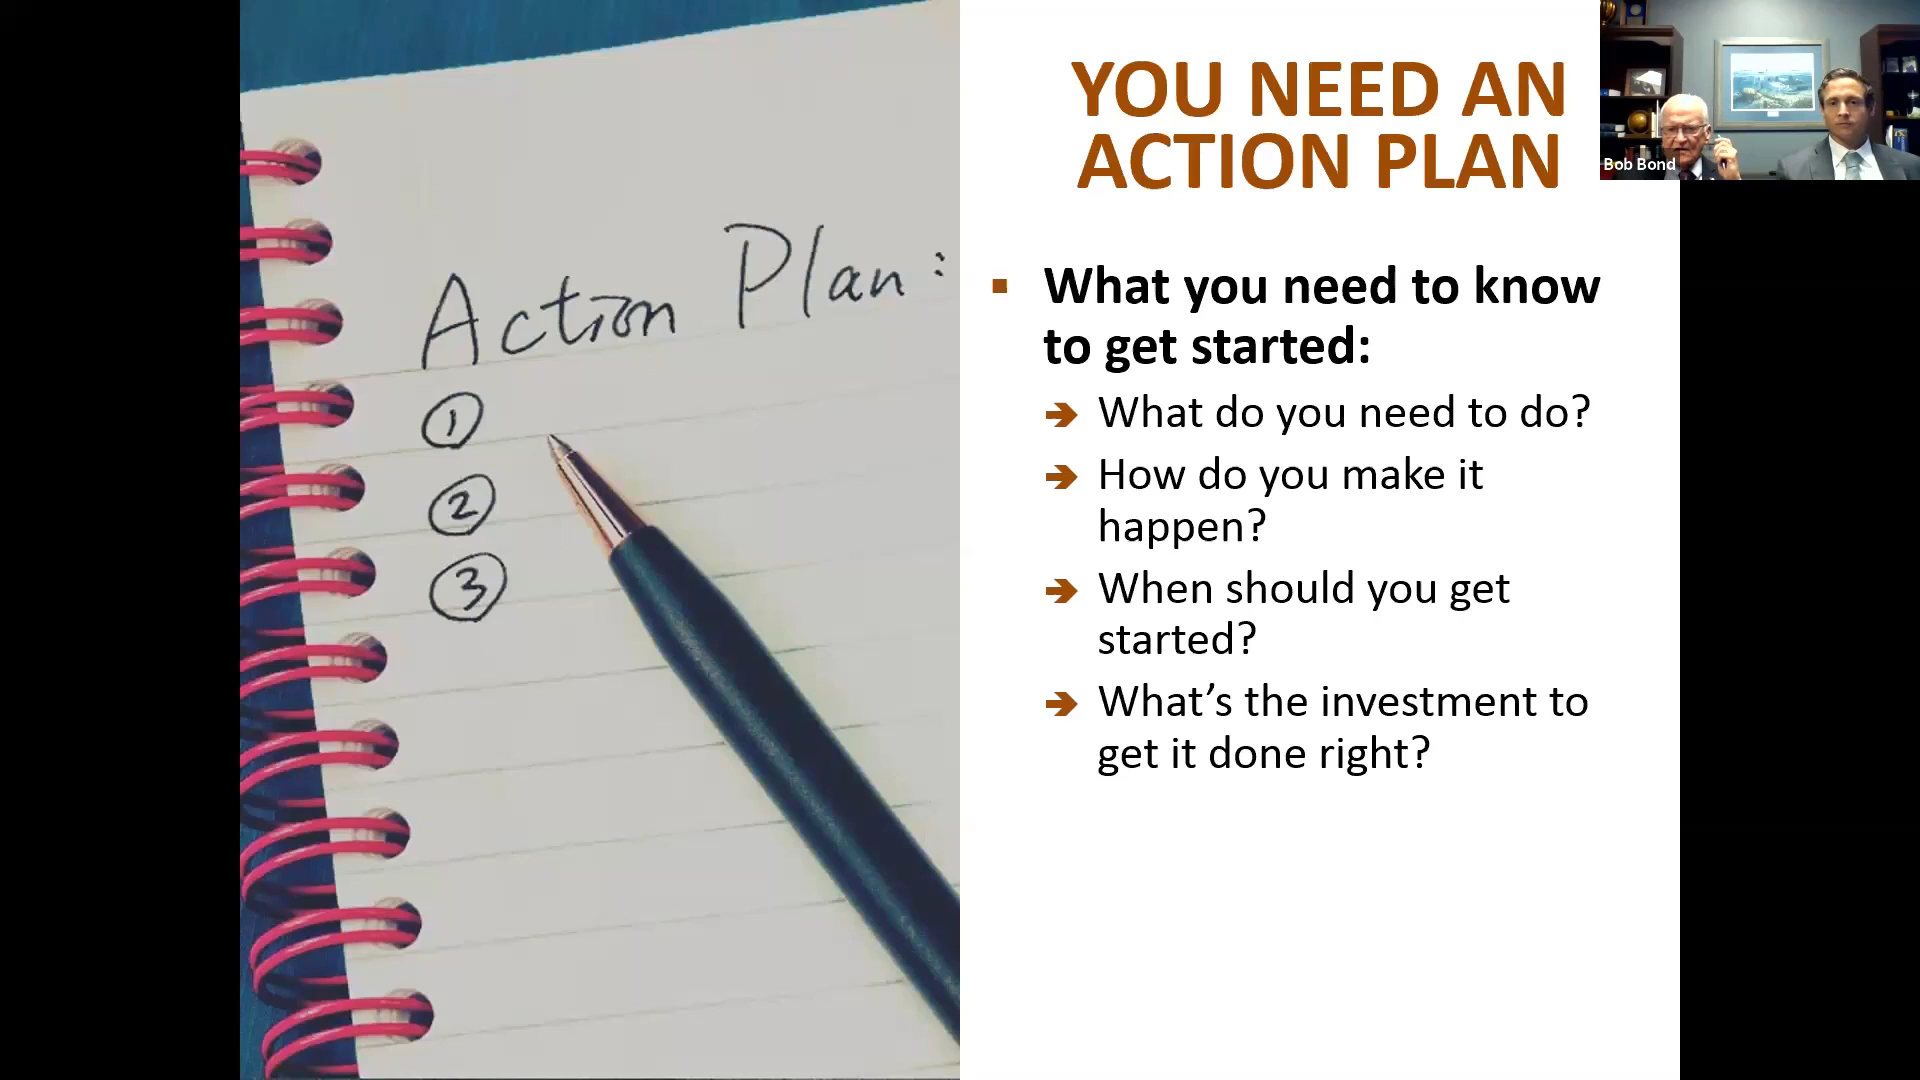 Action Plan:
1
2
3
YOU NEED AN
ACTION PLAN
What you need to know
to get started:
What do you need to do?
How do you make it
happen?
When should you get
started?
What’s the investment to
get it done right?
Bob Bond